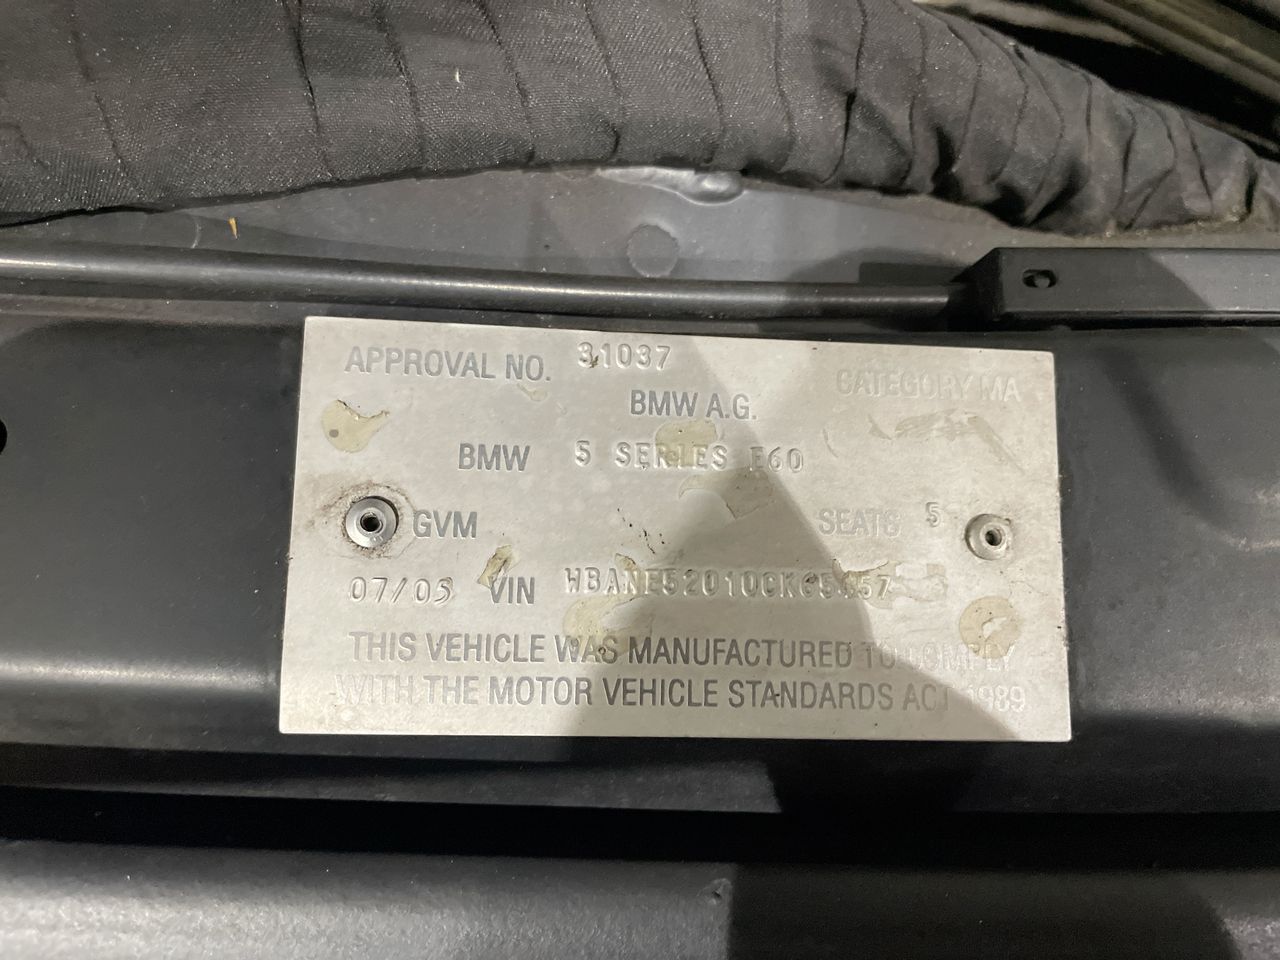 APPROVAL NO. 31037
CATEGORY MA
BMW A.G.
BMW 5 SERIES E60
GVM SEATS 5
07/05 VIN
THIS VEHICLE WAS MANUFACTURED TO COMPLY
WITH THE MOTOR VEHICLE STANDARDS ACT 1989